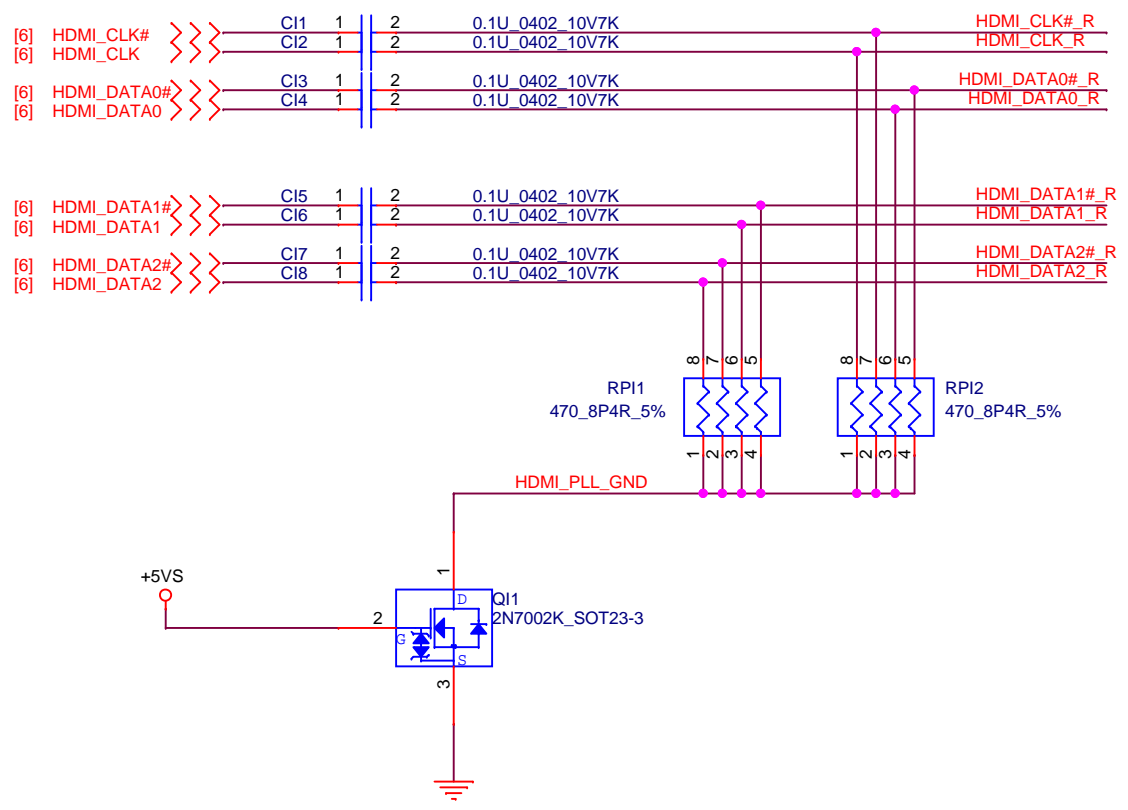 CI1 1 2 0.1U_0402_10V7K HDMI_CLK#_R
[6] HDMI_CLK#
CI2 1 2 0.1U_0402_10V7K HDMI_CLK_R
[6] HDMI_CLK
CI3 1 2 0.1U_0402_10V7K HDMI_DATA0#_R
[6] HDMI_DATA0#
CI4 1 2 0.1U_0402_10V7K HDMI_DATA0_R
[6] HDMI_DATA0
CI5 1 2 0.1U_0402_10V7K HDMI_DATA1#_R
[6] HDMI_DATA1#
CI6 1 2 0.1U_0402_10V7K HDMI_DATA1_R
[6] HDMI_DATA1
CI7 1 2 0.1U_0402_10V7K HDMI_DATA2#_R
[6] HDMI_DATA2#
CI8 1 2 0.1U_0402_10V7K HDMI_DATA2_R
[6] HDMI_DATA2
8 7 6 5 8 7 6 5
RPI1 RPI2
470_8P4R_5% 470_8P4R_5%
1 2 3 4 1 2 3 4
HDMI_PLL_GND
1
+5VS
D QI1
2 2N7002K_SOT23-3
G
S
3